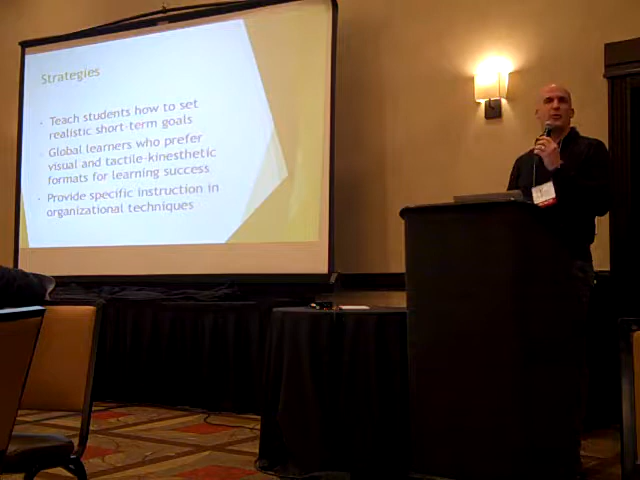 Strategies
Teach students how to set
realistic short-term goals
Global learners who prefer
visual and tactile-kinesthetic
formats for learning success
Provide specific instruction in
organizational techniques